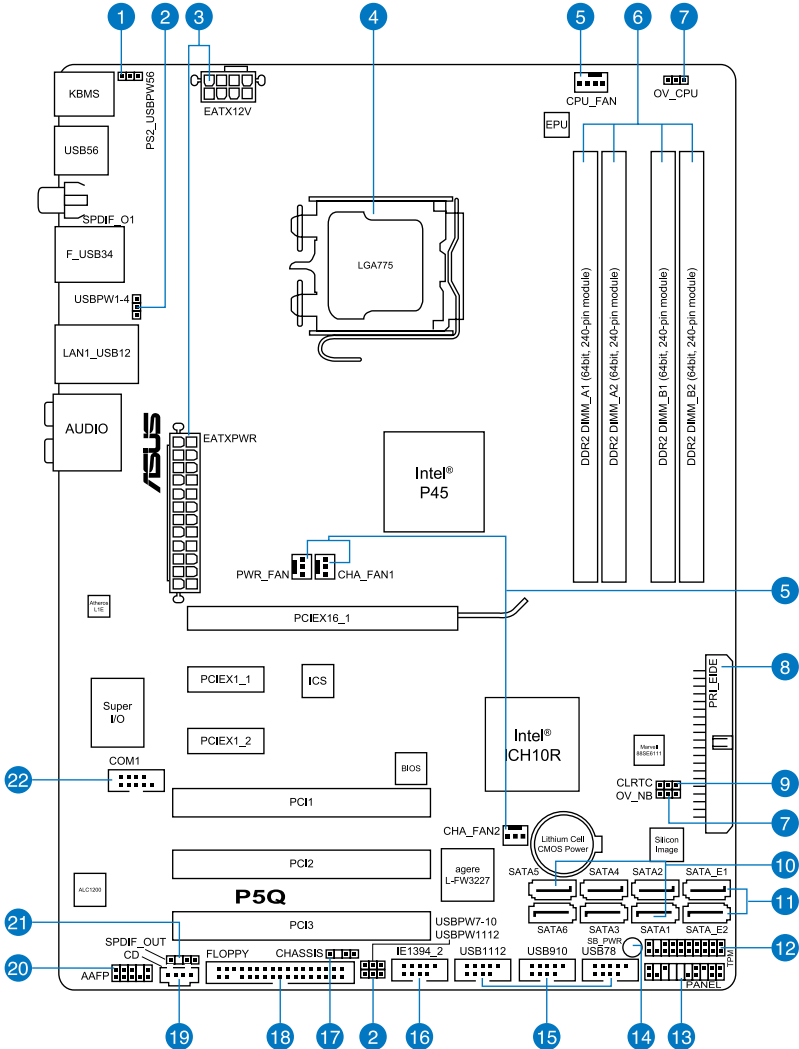 1
2
3
4
5
6
7
KBMS
PS2_USBPW56
EATX12V
CPU_FAN
OV_CPU
EPU
USB56
SPDIF_O1
F_USB34
LGA775
USBPW1-4
LAN1_USB12
AUDIO
ASUS
EATXPWR
Intel®
P45
DDR2 DIMM_A1 (64bit, 240-pin module)
DDR2 DIMM_A2 (64bit, 240-pin module)
DDR2 DIMM_B1 (64bit, 240-pin module)
DDR2 DIMM_B2 (64bit, 240-pin module)
PWR_FAN
CHA_FAN1
5
Atheros
L1E
PCIEX16_1
PCIEX1_1
ICS
PRI_EIDE
8
Super
I/O
PCIEX1_2
Intel®
ICH10R
Marvell
88SE6111
COM1
22
BIOS
CLRTC
9
OV_NB
7
PCI1
CHA_FAN2
Lithium Cell
CMOS Power
Silicon
Image
10
PCI2
agere
L-FW3227
SATA5
SATA4
SATA2
SATA_E1
ALC1200
P5Q
11
PCI3
USBPW7-10
USBPW1112
SATA6
SATA3
SATA1
SATA_E2
21
SPDIF_OUT
CD
FLOPPY
CHASSIS
IE1394_2
USB1112
USB910
SB_PWR
USB78
TPM
12
20
AAFP
PANEL
19
18
17
2
16
15
14
13